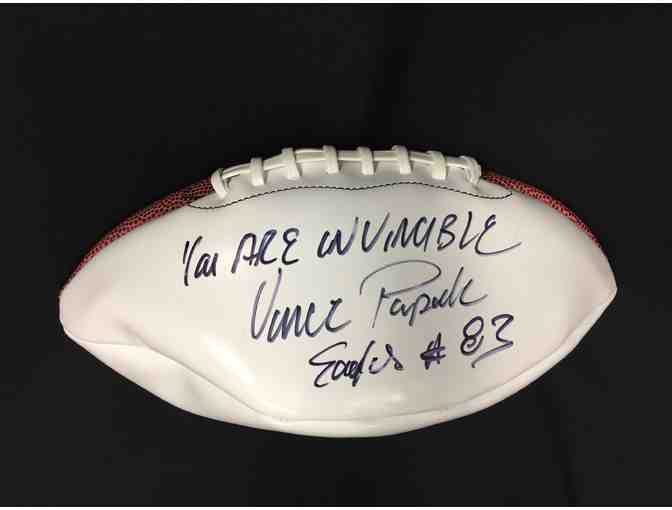 You ARE INVINCIBLE
Vince Papale
Eagles # 83